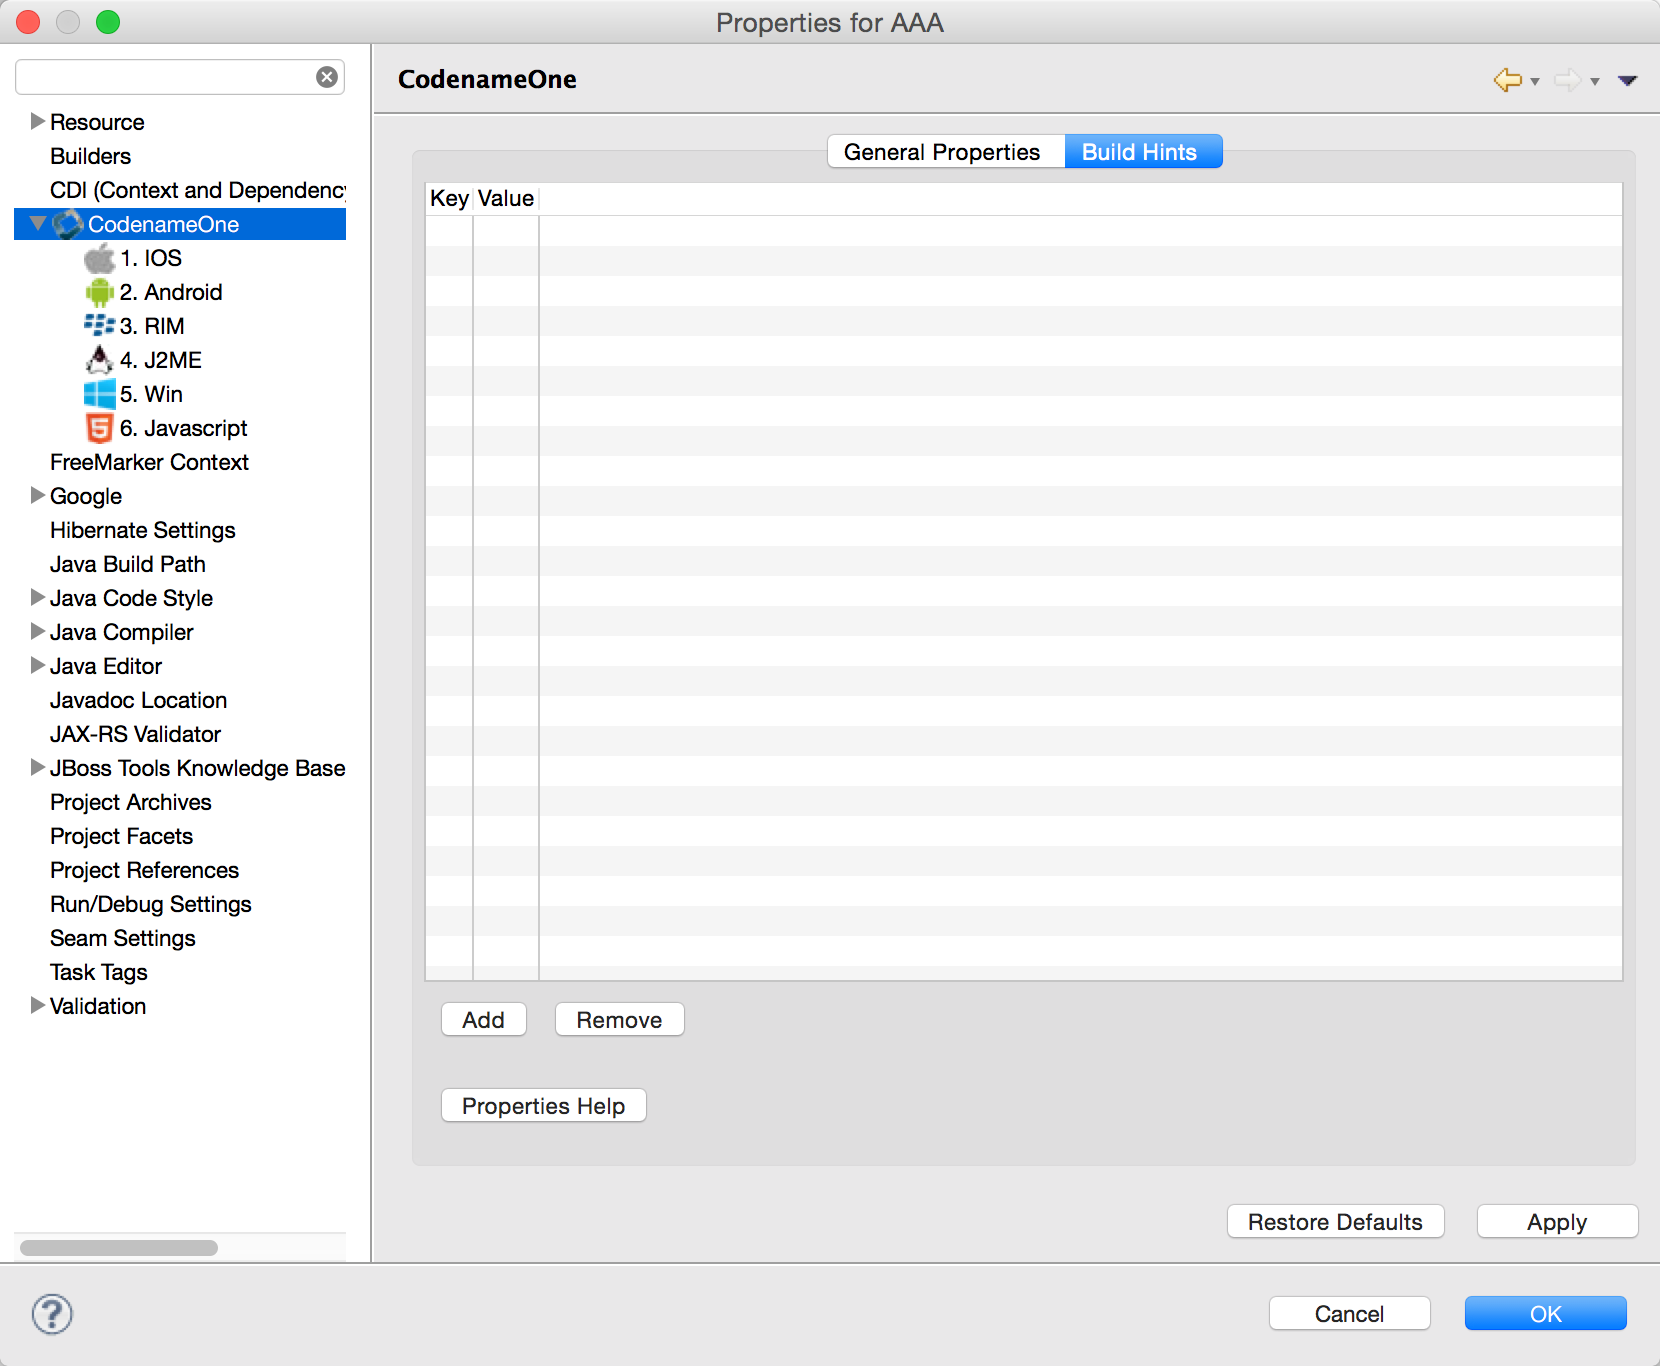 Properties for AAA
Resource
Builders
CDI (Context and Dependency
CodenameOne
1. IOS
2. Android
3. RIM
4. J2ME
5. Win
6. Javascript
FreeMarker Context
Google
Hibernate Settings
Java Build Path
Java Code Style
Java Compiler
Java Editor
Javadoc Location
JAX-RS Validator
JBoss Tools Knowledge Base
Project Archives
Project Facets
Project References
Run/Debug Settings
Seam Settings
Task Tags
Validation
CodenameOne
General Properties Build Hints
Key Value
Add Remove
Properties Help
Restore Defaults Apply
Cancel OK